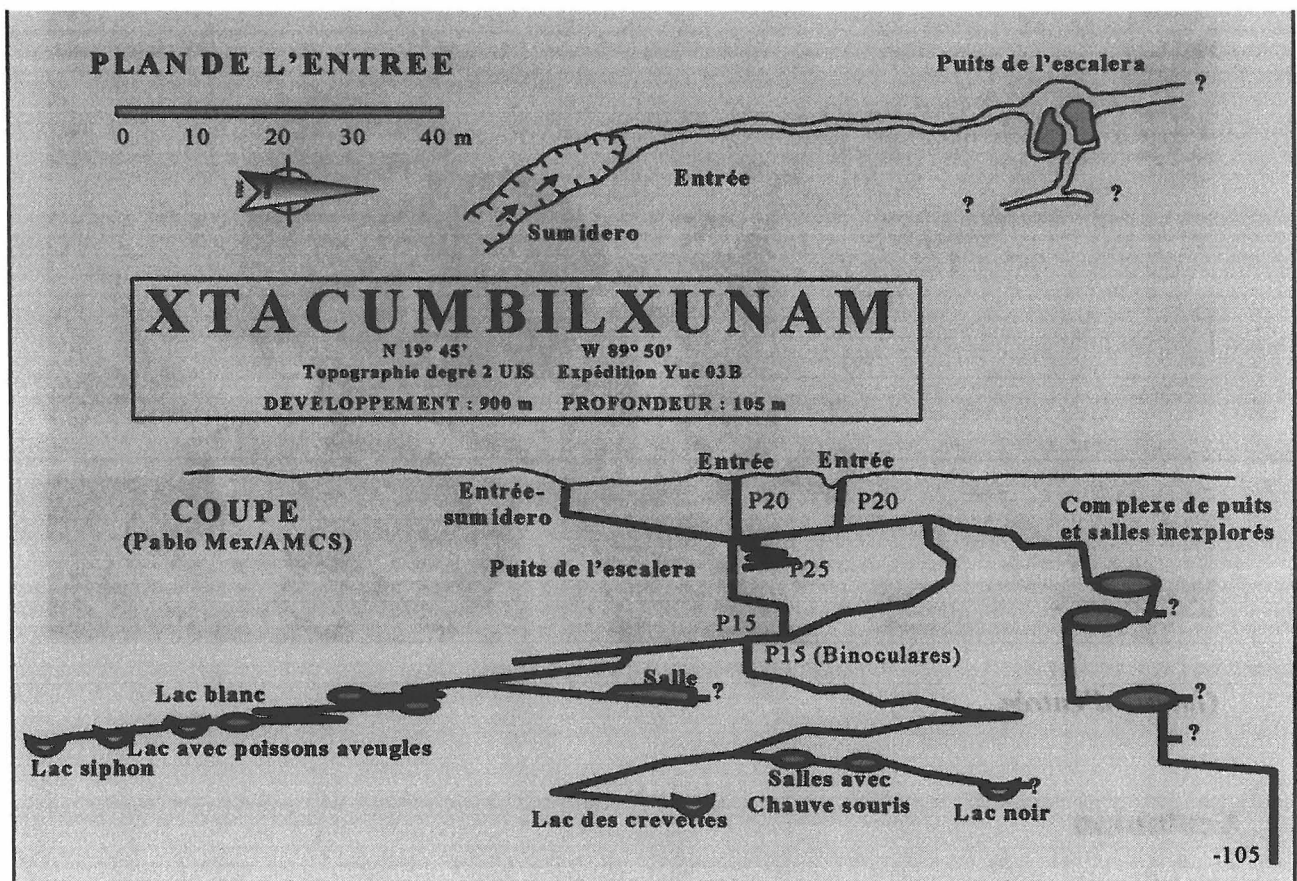 PLAN DE L'ENTREE
Puits de l'escalera
?
0 10 20 30 40 m
Entrée
?
?
Sumidero
XTACUMBILXUNAM
N 19° 45' W 89° 50'
Topographie degré 2 UIS Expédition Yuc 03B
DEVELOPPEMENT : 900 m PROFONDEUR : 105 m
Entrée Entrée
COUPE
(Pablo Mex/AMCS)
Entrée-
sumidero
P20
P20
Complexe de puits
et salles inexplorés
Puits de l'escalera
P25
?
P15
P15 (Binoculares)
Lac blanc
Salle
?
?
?
Lac avec poissons aveugles
Lac siphon
Salles avec
Chauve souris
?
Lac des crevettes
Lac noir
-105